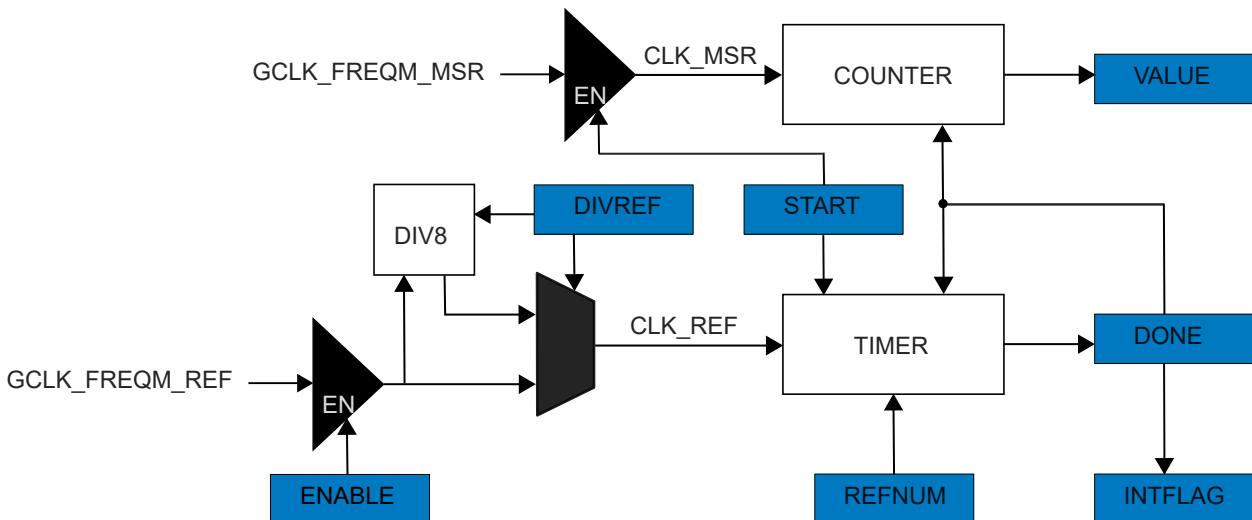 GCLK_FREQM_MSR
CLK_MSR
COUNTER
VALUE
EN
DIVREF
START
DIV8
CLK_REF
TIMER
DONE
GCLK_FREQM_REF
EN
ENABLE
REFNUM
INTFLAG